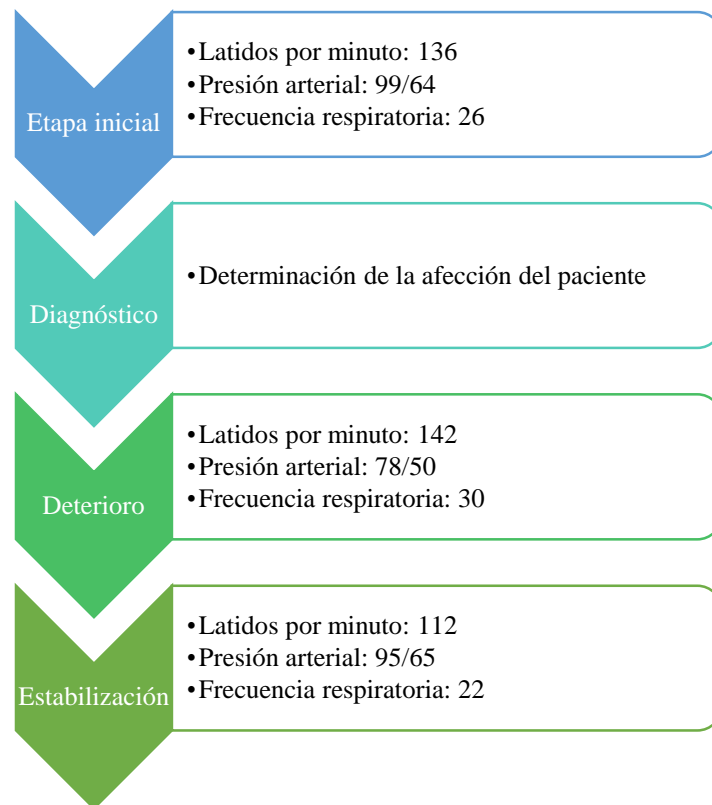 Etapa inicial
•Latidos por minuto: 136
•Presión arterial: 99/64
•Frecuencia respiratoria: 26
Diagnóstico
•Determinación de la afección del paciente
Deterioro
•Latidos por minuto: 142
•Presión arterial: 78/50
•Frecuencia respiratoria: 30
Estabilización
•Latidos por minuto: 112
•Presión arterial: 95/65
•Frecuencia respiratoria: 22